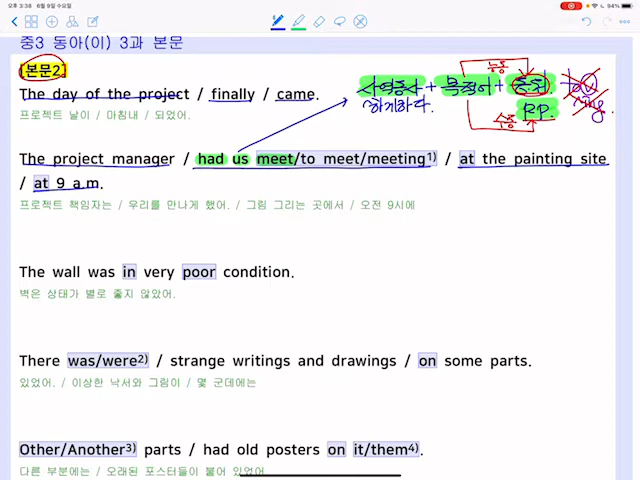 오후 3:38 6월 9일 수요일
94%
중3 동아(이) 3과 본문
본문2
능동
사역동사 + 목적어 + 동.원
하게하다.
to V
R.P.
ing
수동
The day of the project / finally / came.
프로젝트 날이 / 마침내 / 되었어.
The project manager / had us meet/to meet/meeting1) / at the painting site
/ at 9 a.m.
프로젝트 책임자는 / 우리를 만나게 했어. / 그림 그리는 곳에서 / 오전 9시에
The wall was in very poor condition.
벽은 상태가 별로 좋지 않았어.
There was/were2) / strange writings and drawings / on some parts.
있었어. / 이상한 낙서와 그림이 / 몇 군데에는
Other/Another3) parts / had old posters on it/them4).
다른 부분에는 / 오래된 포스터들이 붙어 있었어.